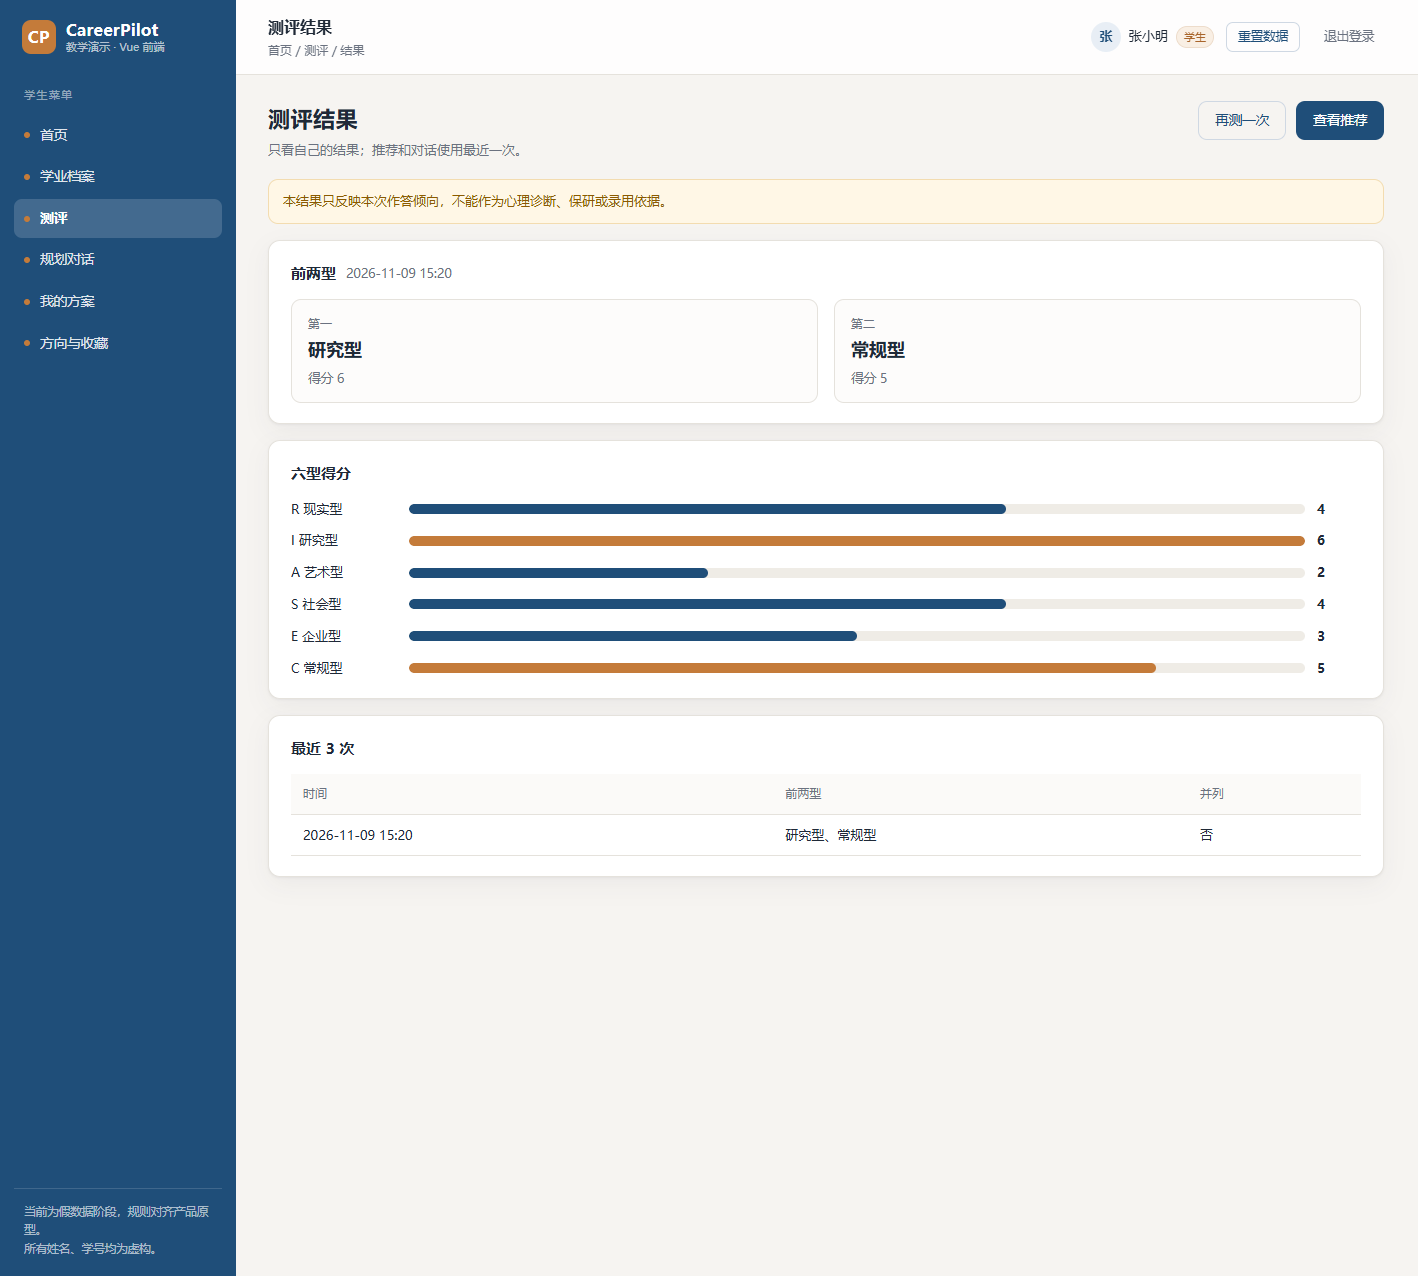 CP
CareerPilot
教学演示 · Vue 前端
学生菜单
首页
学业档案
测评
规划对话
我的方案
方向与收藏
当前为假数据阶段，规则对齐产品原
型。
所有姓名、学号均为虚构。
测评结果
首页 / 测评 / 结果
张
张小明
学生
重置数据
退出登录
测评结果
只看自己的结果；推荐和对话使用最近一次。
再测一次
查看推荐
本结果只反映本次作答倾向，不能作为心理诊断、保研或录用依据。
前两型 2026-11-09 15:20
第一
研究型
得分 6
第二
常规型
得分 5
六型得分
R 现实型 4
I 研究型 6
A 艺术型 2
S 社会型 4
E 企业型 3
C 常规型 5
最近 3 次
时间 前两型 并列
2026-11-09 15:20 研究型、常规型 否